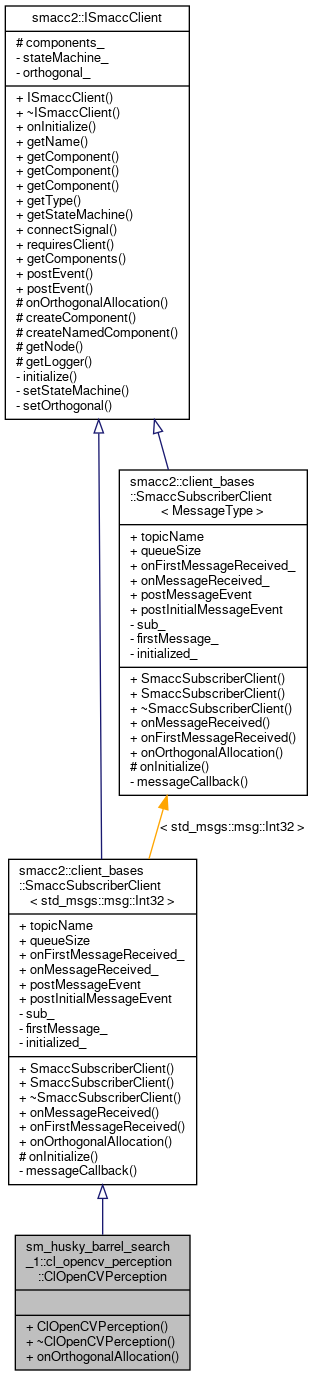 smacc2::ISmaccClient
# components_
- stateMachine_
- orthogonal_
+ ISmaccClient()
+ ~ISmaccClient()
+ onInitialize()
+ getName()
+ getComponent()
+ getComponent()
+ getComponent()
+ getType()
+ getStateMachine()
+ connectSignal()
+ requiresClient()
+ getComponents()
+ postEvent()
+ postEvent()
# onOrthogonalAllocation()
# createComponent()
# createNamedComponent()
# getNode()
# getLogger()
- initialize()
- setStateMachine()
- setOrthogonal()
smacc2::client_bases
::SmaccSubscriberClient
< MessageType >
+ topicName
+ queueSize
+ onFirstMessageReceived_
+ onMessageReceived_
+ postMessageEvent
+ postInitialMessageEvent
- sub_
- firstMessage_
- initialized_
+ SmaccSubscriberClient()
+ SmaccSubscriberClient()
+ ~SmaccSubscriberClient()
+ onMessageReceived()
+ onFirstMessageReceived()
+ onOrthogonalAllocation()
# onInitialize()
- messageCallback()
< std_msgs::msg::Int32 >
smacc2::client_bases
::SmaccSubscriberClient
< std_msgs::msg::Int32 >
+ topicName
+ queueSize
+ onFirstMessageReceived_
+ onMessageReceived_
+ postMessageEvent
+ postInitialMessageEvent
- sub_
- firstMessage_
- initialized_
+ SmaccSubscriberClient()
+ SmaccSubscriberClient()
+ ~SmaccSubscriberClient()
+ onMessageReceived()
+ onFirstMessageReceived()
+ onOrthogonalAllocation()
# onInitialize()
- messageCallback()
sm_husky_barrel_search
_1::cl_opencv_perception
::ClOpenCVPerception
+ ClOpenCVPerception()
+ ~ClOpenCVPerception()
+ onOrthogonalAllocation()